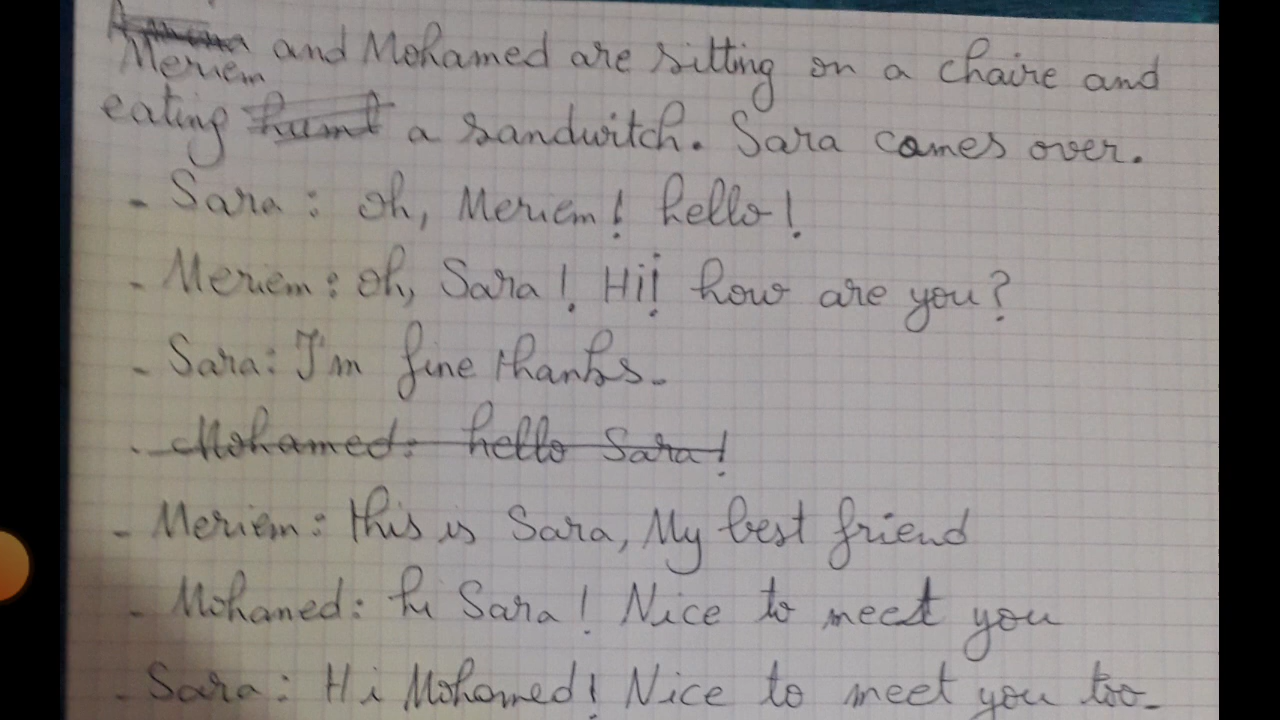 Meriem and Mohamed are sitting on a chaire and
eating a sandwitch. Sara comes over.
- Sara : oh, Meriem! hello!
- Meriem : oh, Sara! Hi! how are you?
- Sara : I'm fine thanks.
- Mohamed : hello Sara!
- Meriem : this is Sara, My best friend
- Mohamed : hi Sara! Nice to meet you
- Sara : Hi Mohamed! Nice to meet you too.